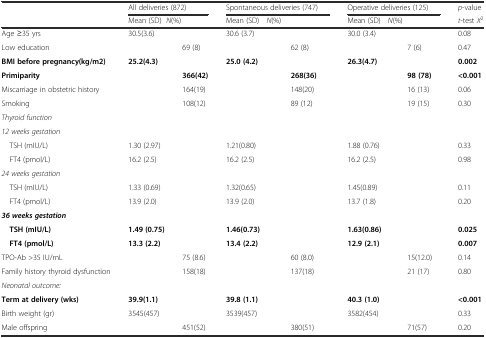 All deliveries (872) Spontaneous deliveries (747) Operative deliveries (125) p-value
Mean (SD) N(%) Mean (SD) N(%) Mean (SD) N(%) t-test X²
Age ≥35 yrs 30.5(3.6) 30.6 (3.7) 30.0 (3.4) 0.08
Low education 69 (8) 62 (8) 7 (6) 0.47
BMI before pregnancy(kg/m2) 25.2(4.3) 25.0 (4.2) 26.3(4.7) 0.002
Primiparity 366(42) 268(36) 98 (78) <0.001
Miscarriage in obstetric history 164(19) 148(20) 16 (13) 0.06
Smoking 108(12) 89 (12) 19 (15) 0.30
Thyroid function
12 weeks gestation
TSH (mIU/L) 1.30 (2.97) 1.21(0.80) 1.88 (0.76) 0.33
FT4 (pmol/L) 16.2 (2.5) 16.2 (2.5) 16.2 (2.5) 0.98
24 weeks gestation
TSH (mIU/L) 1.33 (0.69) 1.32(0.65) 1.45(0.89) 0.11
FT4 (pmol/L) 13.9 (2.0) 13.9 (2.0) 13.7 (1.8) 0.20
36 weeks gestation
TSH (mIU/L) 1.49 (0.75) 1.46(0.73) 1.63(0.86) 0.025
FT4 (pmol/L) 13.3 (2.2) 13.4 (2.2) 12.9 (2.1) 0.007
TPO-Ab >35 IU/mL 75 (8.6) 60 (8.0) 15(12.0) 0.14
Family history thyroid dysfunction 158(18) 137(18) 21 (17) 0.80
Neonatal outcome:
Term at delivery (wks) 39.9(1.1) 39.8 (1.1) 40.3 (1.0) <0.001
Birth weight (gr) 3545(457) 3539(457) 3582(454) 0.33
Male offspring 451(52) 380(51) 71(57) 0.20